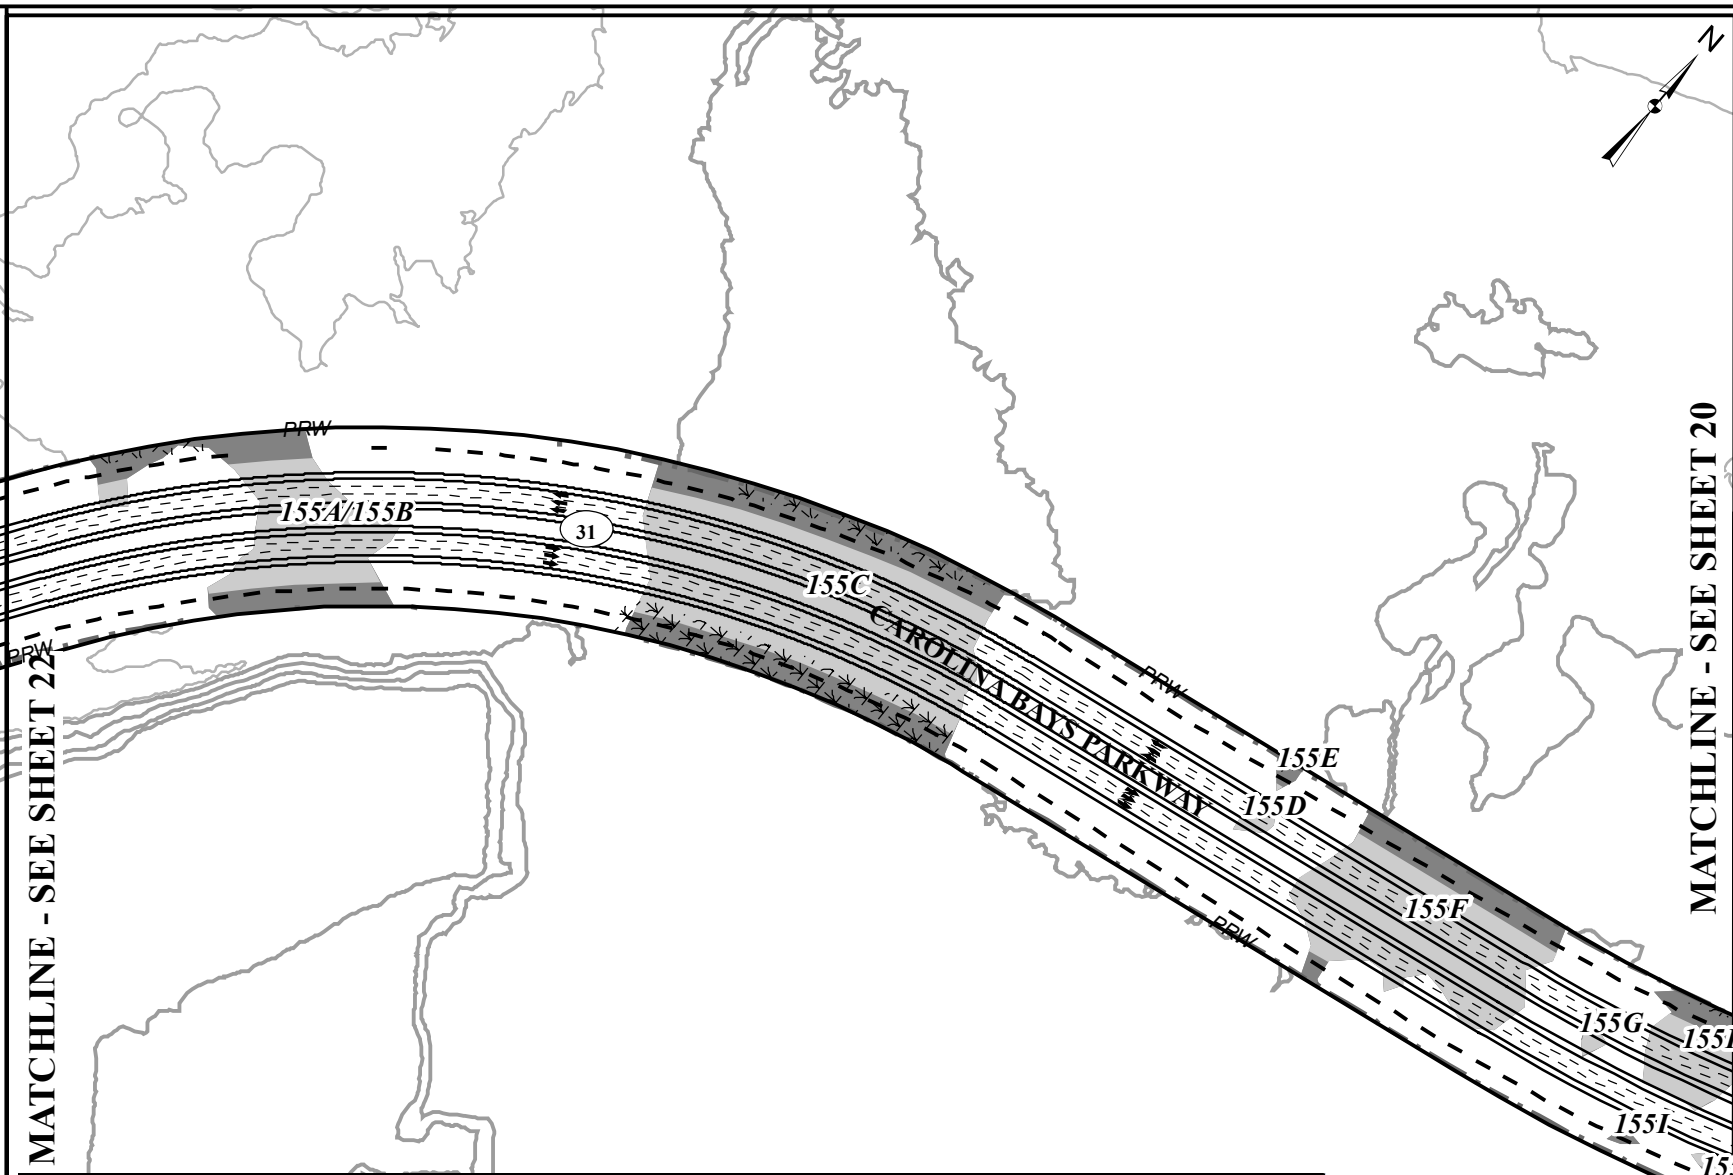 N
PRW
155A/155B
31
155C
CAROLINA BAYS PARKWAY
PRW
PRW
MATCHLINE - SEE SHEET 22
MATCHLINE - SEE SHEET 20
155E
155D
155F
PRW
155G
155I